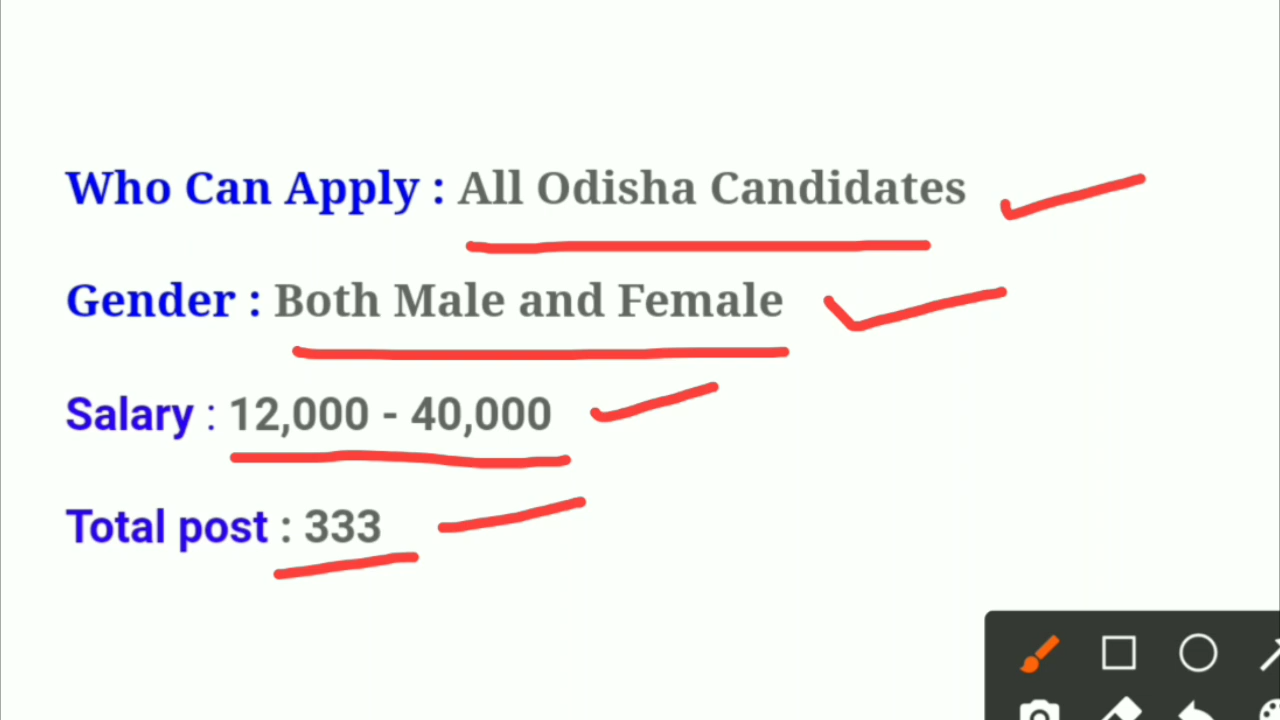 Who Can Apply : All Odisha Candidates
Gender : Both Male and Female
Salary : 12,000 - 40,000
Total post : 333